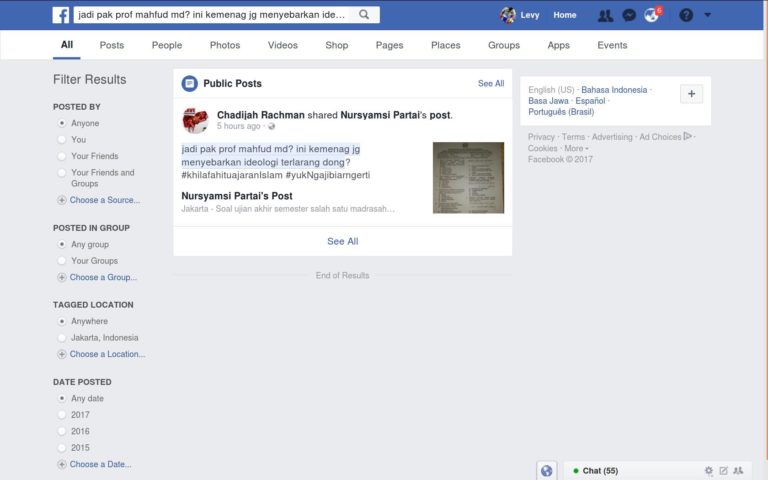 f
jadi pak prof mahfud md? ini kemenag jg menyebarkan ide…
Levy Home
6
?
All Posts People Photos Videos Shop Pages Places Groups Apps Events
Filter Results
POSTED BY
Anyone
You
Your Friends
Your Friends and
Groups
Choose a Source...
POSTED IN GROUP
Any group
Your Groups
Choose a Group...
TAGGED LOCATION
Anywhere
Jakarta, Indonesia
Choose a Location...
DATE POSTED
Any date
2017
2016
2015
Choose a Date...
Public Posts See All
Chadijah Rachman shared Nursyamsi Partai's post.
5 hours ago ·
jadi pak prof mahfud md? ini kemenag jg
menyebarkan ideologi terlarang dong?
#khilafahituajaranIslam #yukNgajibiarngerti
Nursyamsi Partai's Post
Jakarta - Soal ujian akhir semester salah satu madrasah…
See All
End of Results
English (US) · Bahasa Indonesia ·
Basa Jawa · Español ·
Português (Brasil)
+
Privacy · Terms · Advertising · Ad Choices ·
Cookies · More
Facebook © 2017
Chat (55)